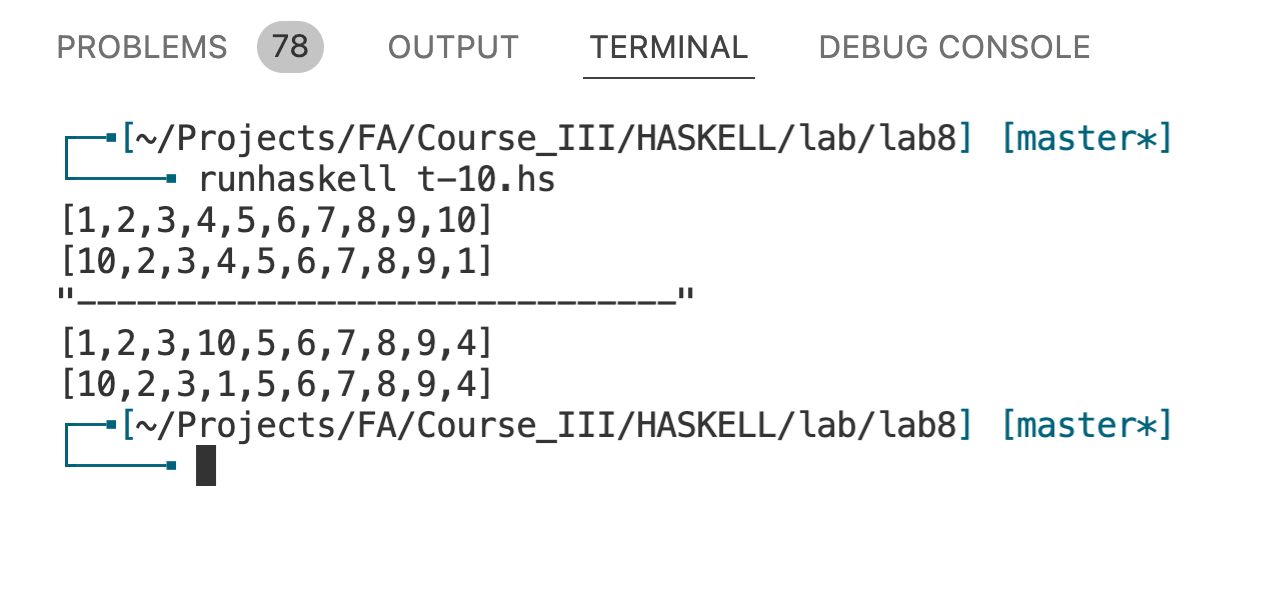 PROBLEMS 78 OUTPUT TERMINAL DEBUG CONSOLE
[~/Projects/FA/Course_III/HASKELL/lab/lab8] [master*]
runhaskell t-10.hs
[1,2,3,4,5,6,7,8,9,10]
[10,2,3,4,5,6,7,8,9,1]
"------------------------------"
[1,2,3,10,5,6,7,8,9,4]
[10,2,3,1,5,6,7,8,9,4]
[~/Projects/FA/Course_III/HASKELL/lab/lab8] [master*]